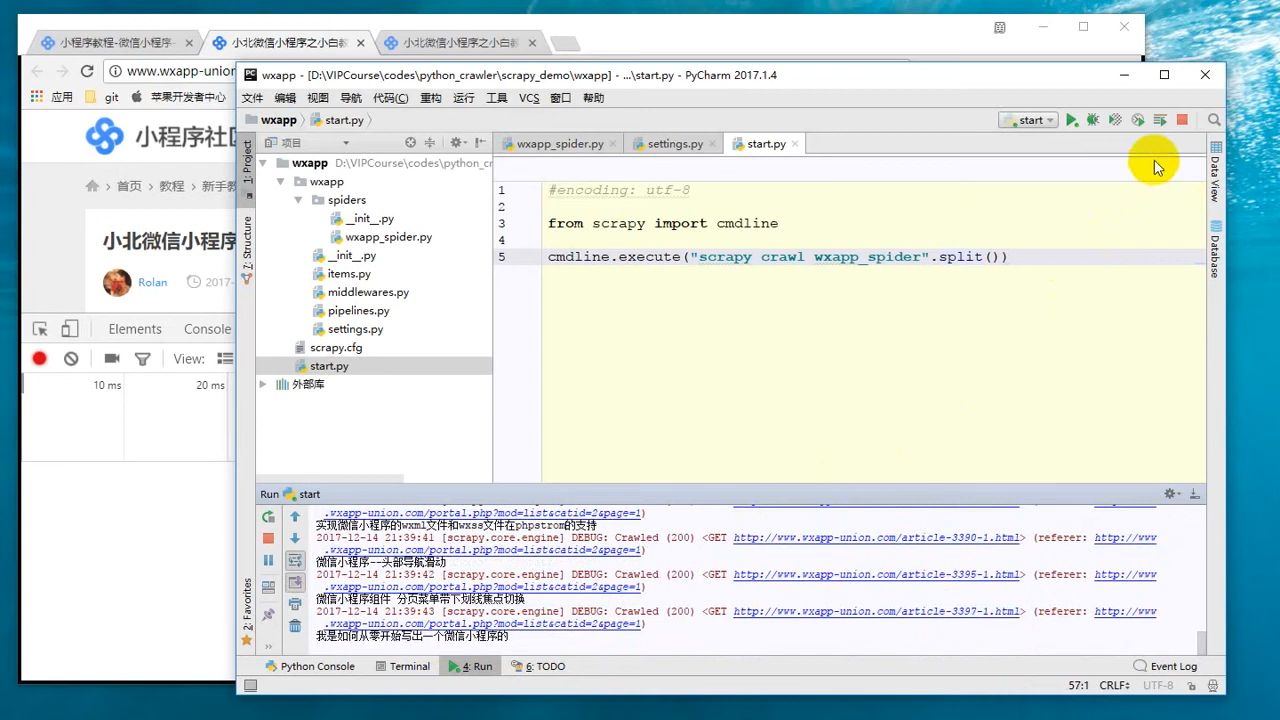 小程序教程-微信小程序- 小北微信小程序之小白教 小北微信小程序之小白教
www.wxapp-union
应用 git 苹果开发者中心
小程序社区
首页 › 教程 › 新手教
小北微信小程序
Rolan 2017-
Elements Console
View:
10 ms 20 ms
wxapp - [D:\VIPCourse\codes\python_crawler\scrapy_demo\wxapp] - ...\start.py - PyCharm 2017.1.4
文件 编辑 视图 导航 代码(C) 重构 运行 工具 VCS 窗口 帮助
wxapp start.py start
项目 wxapp_spider.py settings.py start.py
1: Project
7: Structure
2: Favorites
Data View
Database
wxapp D:\VIPCourse\codes\python_cr
wxapp
spiders
__init__.py
wxapp_spider.py
__init__.py
items.py
middlewares.py
pipelines.py
settings.py
scrapy.cfg
start.py
外部库
1 #encoding: utf-8
2
3 from scrapy import cmdline
4
5 cmdline.execute("scrapy crawl wxapp_spider".split())
Run start
.wxapp-union.com/portal.php?mod=list&catid=2&page=1)
实现微信小程序的wxml文件和wxss文件在phpstrom的支持
2017-12-14 21:39:41 [scrapy.core.engine] DEBUG: Crawled (200) <GET http://www.wxapp-union.com/article-3390-1.html> (referer: http://www
.wxapp-union.com/portal.php?mod=list&catid=2&page=1)
微信小程序--头部导航滑动
2017-12-14 21:39:42 [scrapy.core.engine] DEBUG: Crawled (200) <GET http://www.wxapp-union.com/article-3395-1.html> (referer: http://www
.wxapp-union.com/portal.php?mod=list&catid=2&page=1)
微信小程序组件 分页菜单带下划线焦点切换
2017-12-14 21:39:43 [scrapy.core.engine] DEBUG: Crawled (200) <GET http://www.wxapp-union.com/article-3397-1.html> (referer: http://www
.wxapp-union.com/portal.php?mod=list&catid=2&page=1)
我是如何从零开始写出一个微信小程序的
Python Console Terminal 4: Run 6: TODO Event Log
57:1 CRLF UTF-8